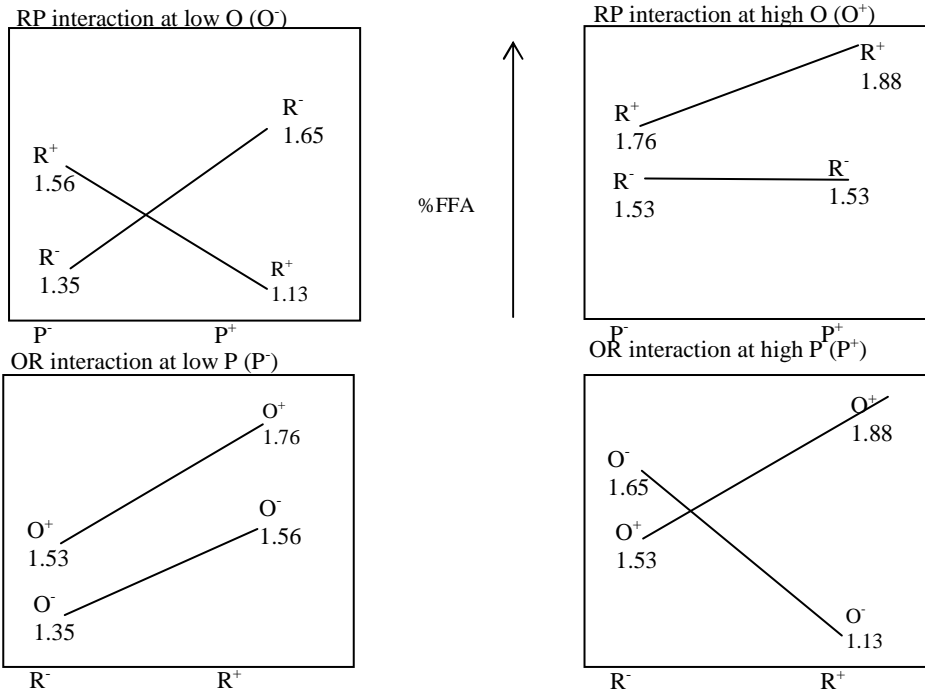 RP interaction at low O (O⁻)
R⁻
1.65
R⁺
1.56
R⁻
1.35
R⁺
1.13
P⁻ P⁺
%FFA
RP interaction at high O (O⁺)
R⁺
1.88
R⁺
1.76
R⁻
1.53
R⁻
1.53
P⁻ P⁺
OR interaction at low P (P⁻)
O⁺
1.76
O⁺
1.53
O⁻
1.56
O⁻
1.35
R⁻ R⁺
OR interaction at high P (P⁺)
O⁺
1.88
O⁻
1.65
O⁺
1.53
O⁻
1.13
R⁻ R⁺